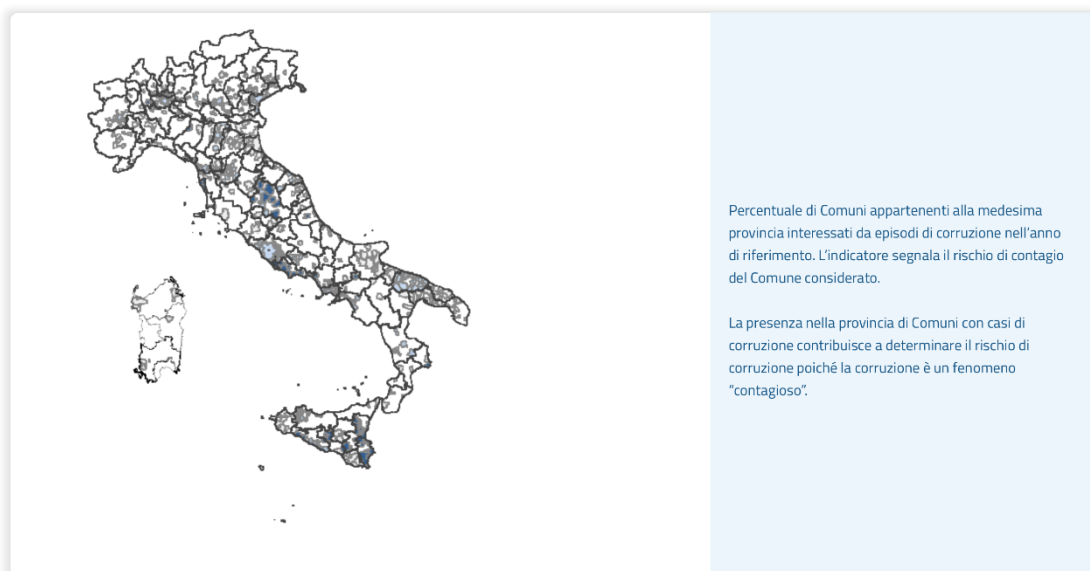 Percentuale di Comuni appartenenti alla medesima
provincia interessati da episodi di corruzione nell'anno
di riferimento. L'indicatore segnala il rischio di contagio
del Comune considerato.
La presenza nella provincia di Comuni con casi di
corruzione contribuisce a determinare il rischio di
corruzione poiché la corruzione è un fenomeno
"contagioso".